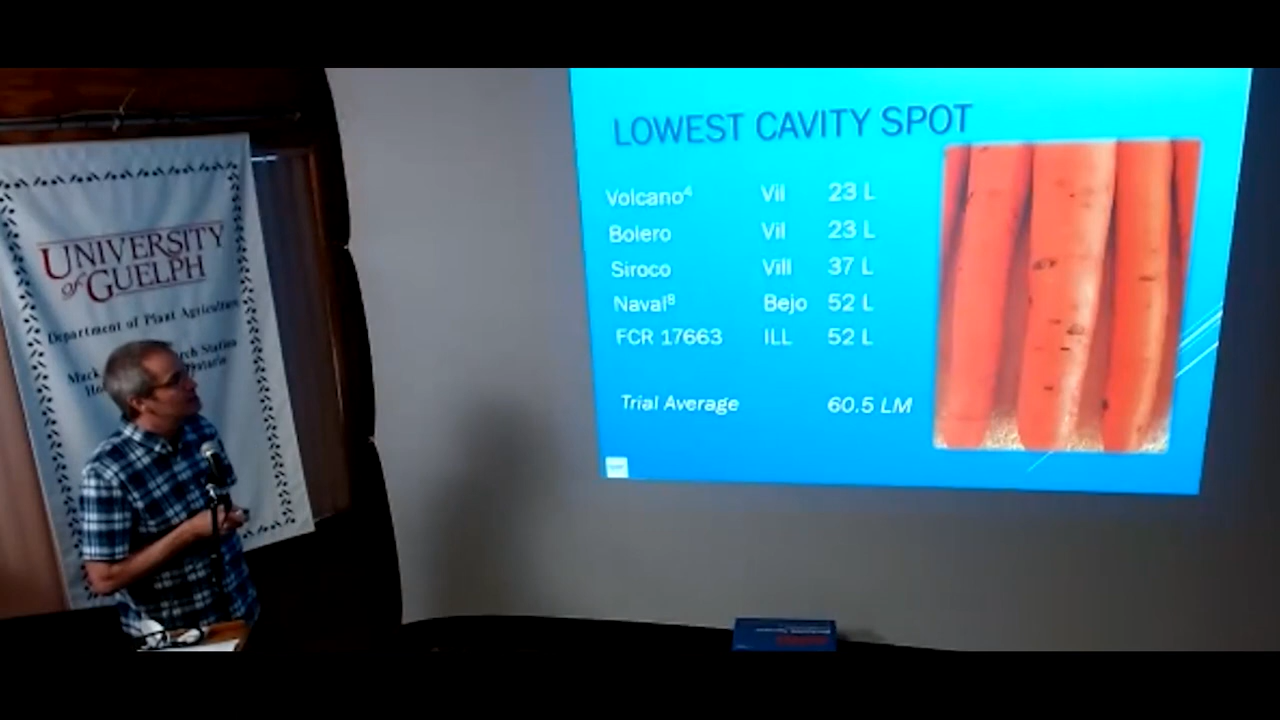 LOWEST CAVITY SPOT
Volcano⁴ Vil 23 L
Bolero Vil 23 L
Siroco Vill 37 L
Naval⁸ Bejo 52 L
FCR 17663 ILL 52 L
Trial Average 60.5 LM
UNIVERSITY
of GUELPH
Department of Plant Agriculture
Station